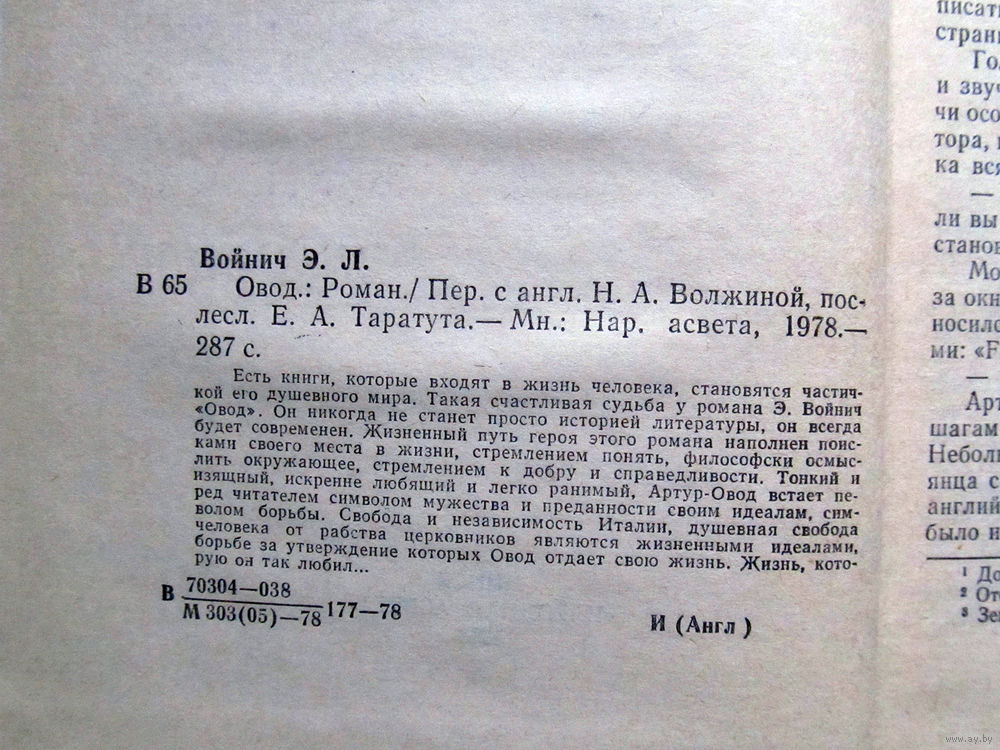 Войнич Э. Л.
В 65 Овод.: Роман./ Пер. с англ. Н. А. Волжиной, пос-
лесл. Е. А. Таратута.— Мн.: Нар. асвета, 1978.—
287 с.
Есть книги, которые входят в жизнь человека, становятся частич-
кой его душевного мира. Такая счастливая судьба у романа Э. Войнич
«Овод». Он никогда не станет просто историей литературы, он всегда
будет современен. Жизненный путь героя этого романа наполнен поис-
ками своего места в жизни, стремлением понять, философски осмыс-
лить окружающее, стремлением к добру и справедливости. Тонкий и
изящный, искренне любящий и легко ранимый, Артур-Овод встает пе-
ред читателем символом мужества и преданности своим идеалам, сим-
волом борьбы. Свобода и независимость Италии, душевная свобода
человека от рабства церковников являются жизненными идеалами,
борьбе за утверждение которых Овод отдает свою жизнь. Жизнь, кото-
рую он так любил...
В 70304—038
М 303(05)—78 177—78
И (Англ )
писат
стран
Го
и зву
чи осо
тора,
ка вся
—
ли вы
станов
Мо
за окн
носил
ми: «F
—
Арт
шагам
Небол
янца с
англий
было н
1 До
2 От
3 Зе
www.ay.by